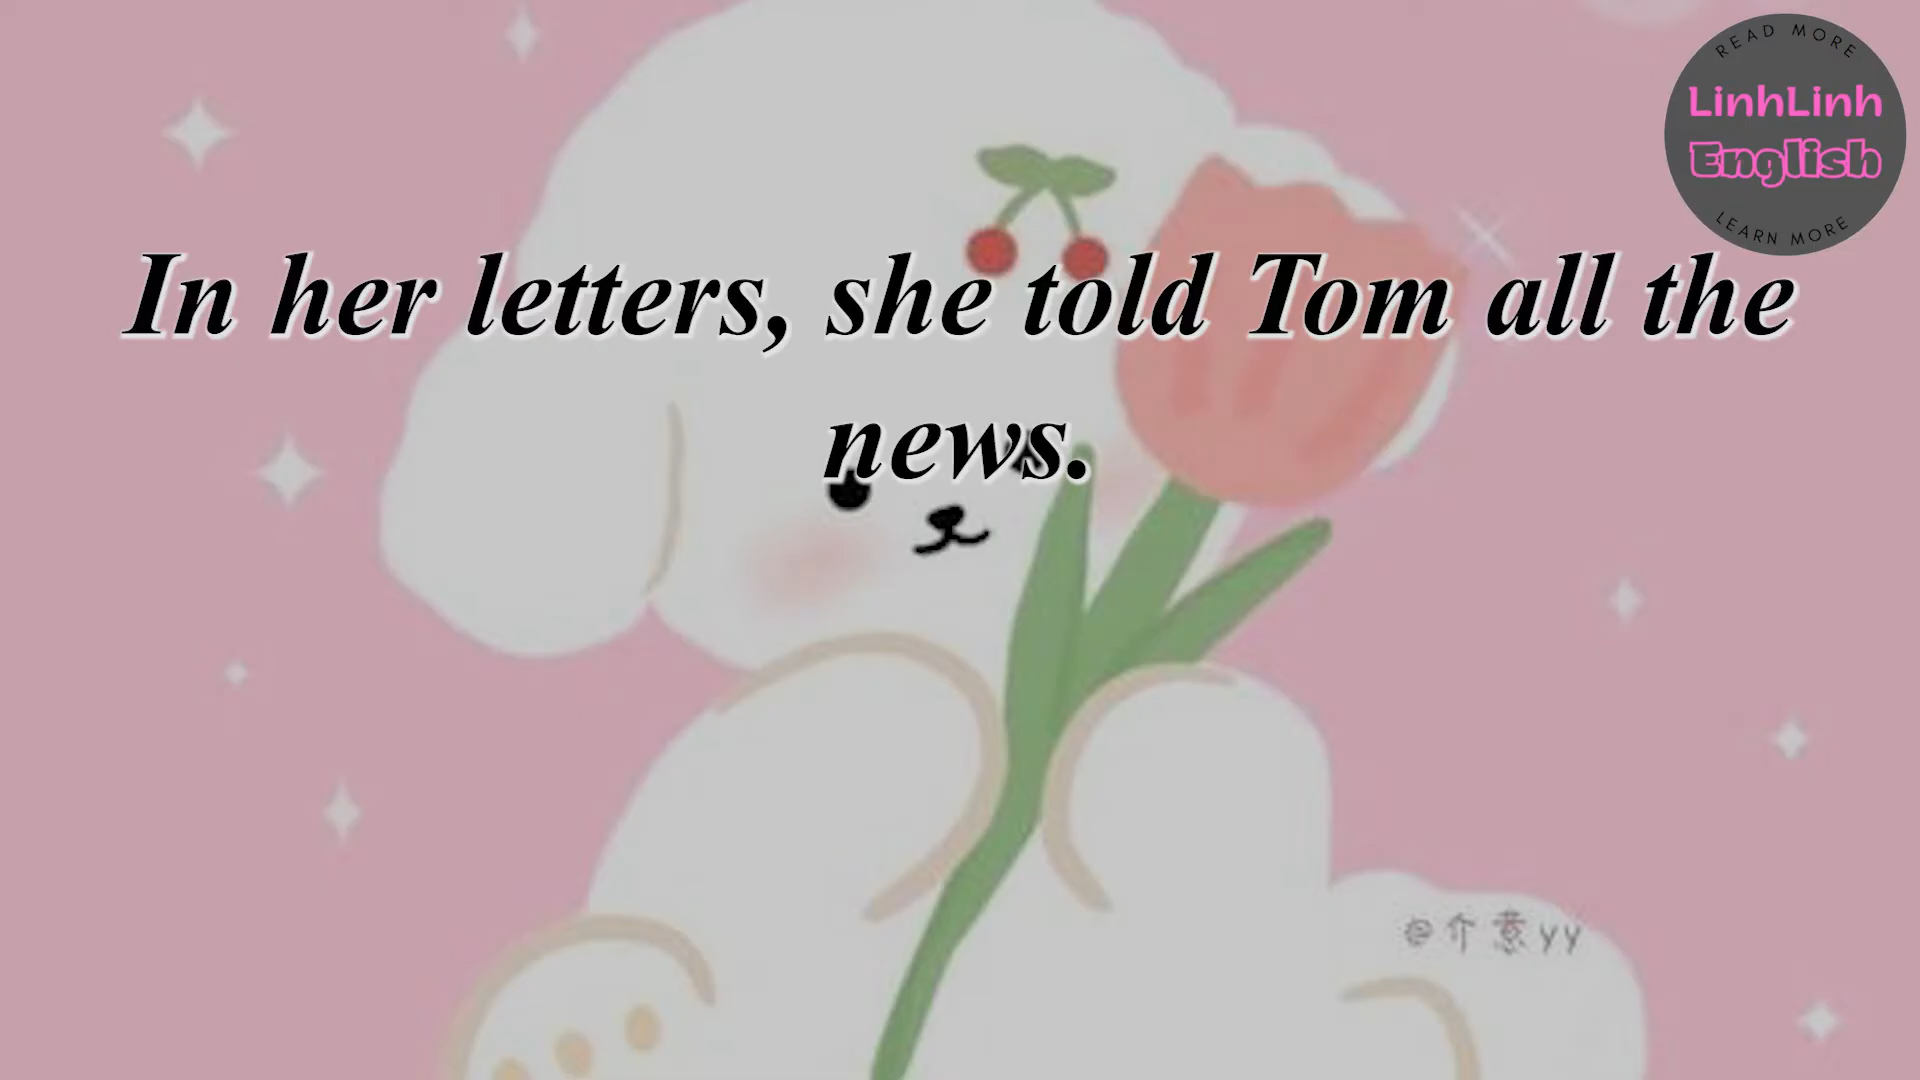 READ MORE
LinhLinh
English
LEARN MORE
In her letters, she told Tom all the
news.
@介意yy